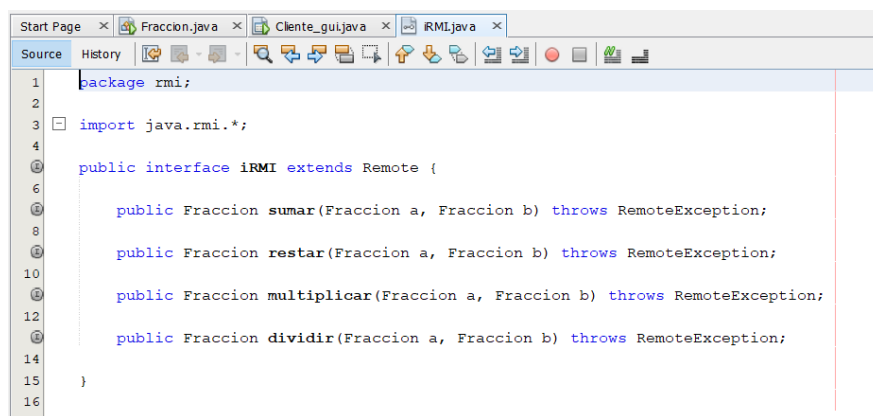 Start Page Fraccion.java Cliente_gui.java iRMI.java
Source History
1 package rmi;
2
3 import java.rmi.*;
4
public interface iRMI extends Remote {
6
public Fraccion sumar(Fraccion a, Fraccion b) throws RemoteException;
8
public Fraccion restar(Fraccion a, Fraccion b) throws RemoteException;
10
public Fraccion multiplicar(Fraccion a, Fraccion b) throws RemoteException;
12
public Fraccion dividir(Fraccion a, Fraccion b) throws RemoteException;
14
15 }
16